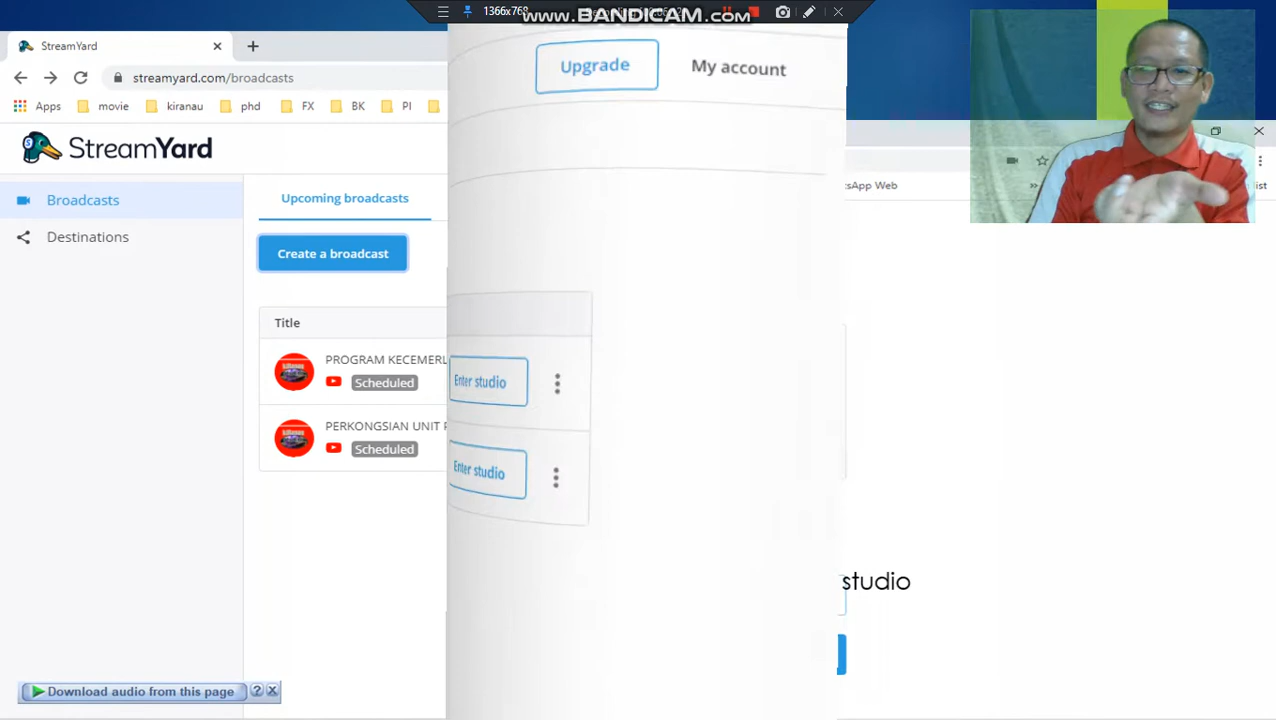 1366x768
www.BANDICAM.com
StreamYard
streamyard.com/broadcasts
Upgrade
My account
Apps
movie
kiranau
phd
FX
BK
PI
StreamYard
Broadcasts
Destinations
Upcoming broadcasts
Create a broadcast
Title
PROGRAM KECEMERL
Scheduled
Enter studio
PERKONGSIAN UNIT
Scheduled
Enter studio
studio
Download audio from this page
?